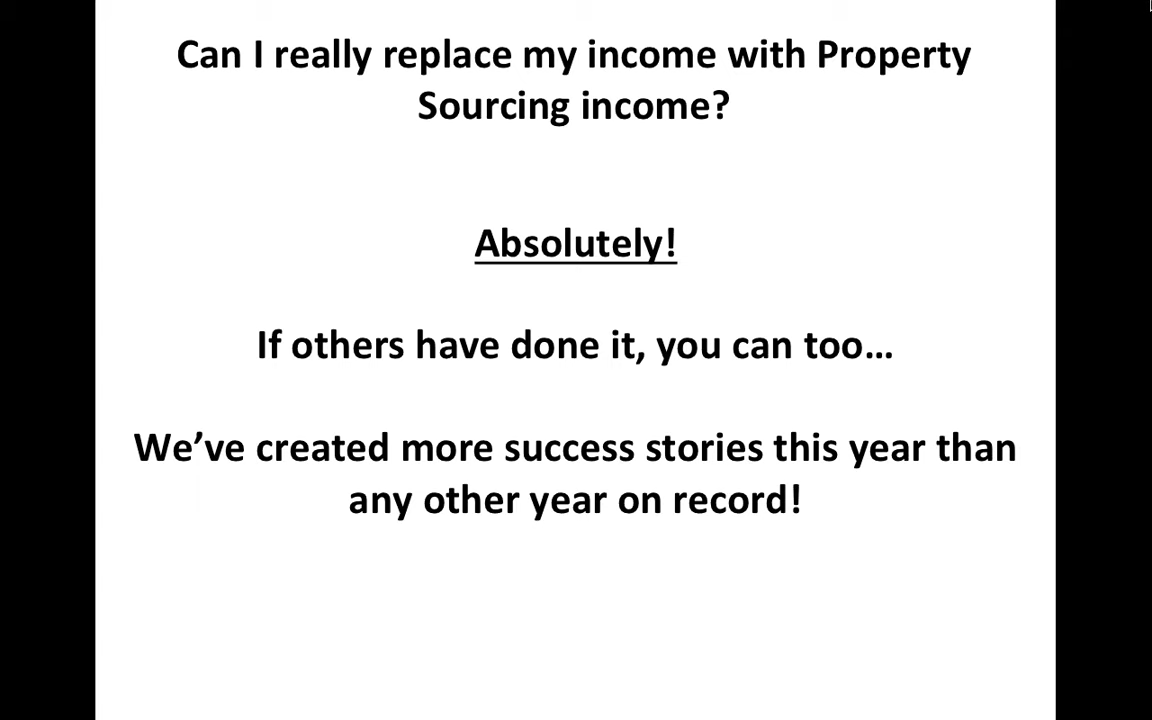 Can I really replace my income with Property
Sourcing income?
Absolutely!
If others have done it, you can too…
We’ve created more success stories this year than
any other year on record!